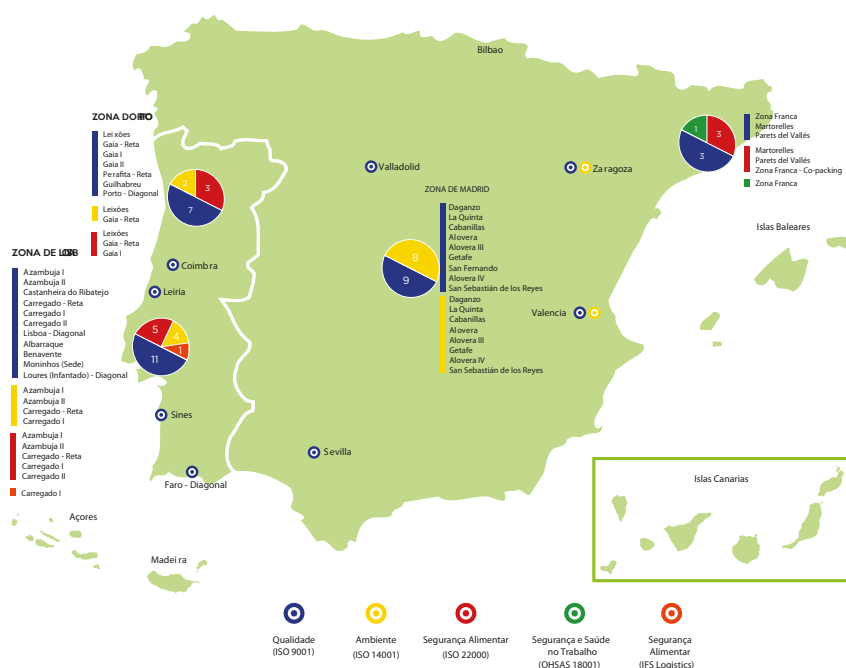 Bilbao
ZONA
Leixões
Gaia - Reta
Gaia I
Gaia II
Perafita - Reta
Guilhabreu
Porto - Diagonal
Leixões
Gaia - Reta
Leixões
Gaia - Reta
Gaia I
2
3
7
Valladolid
Zaragoza
1
3
3
Zona Franca
Martorelles
Parets del Vallés
Martorelles
Parets del Vallés
Zona Franca - Co-packing
Zona Franca
ZONA DE MADRID
Daganzo
La Quinta
Cabanillas
Alovera
Alovera III
Getafe
San Fernando
Alovera IV
San Sebastián de los Reyes
Daganzo
La Quinta
Cabanillas
Alovera
Alovera III
Getafe
Alovera IV
San Sebastián de los Reyes
8
9
Islas Baleares
Valencia
ZONA DE
Azambuja I
Azambuja II
Castanheira do Ribatejo
Carregado - Reta
Carregado I
Carregado II
Lisboa - Diagonal
Albarraque
Benavente
Moninhos (Sede)
Loures (Infantado) - Diagonal
Azambuja I
Azambuja II
Carregado - Reta
Carregado I
Azambuja I
Azambuja II
Carregado - Reta
Carregado I
Carregado II
Carregado I
Coimbra
Leiria
5
4
1
11
Sines
Sevilla
Faro - Diagonal
Açores
Madeira
Islas Canarias
Qualidade
(ISO 9001)
Ambiente
(ISO 14001)
Segurança Alimentar
(ISO 22000)
Segurança e Saúde
no Trabalho
(OHSAS 18001)
Segurança
Alimentar
(IFS Logistics)